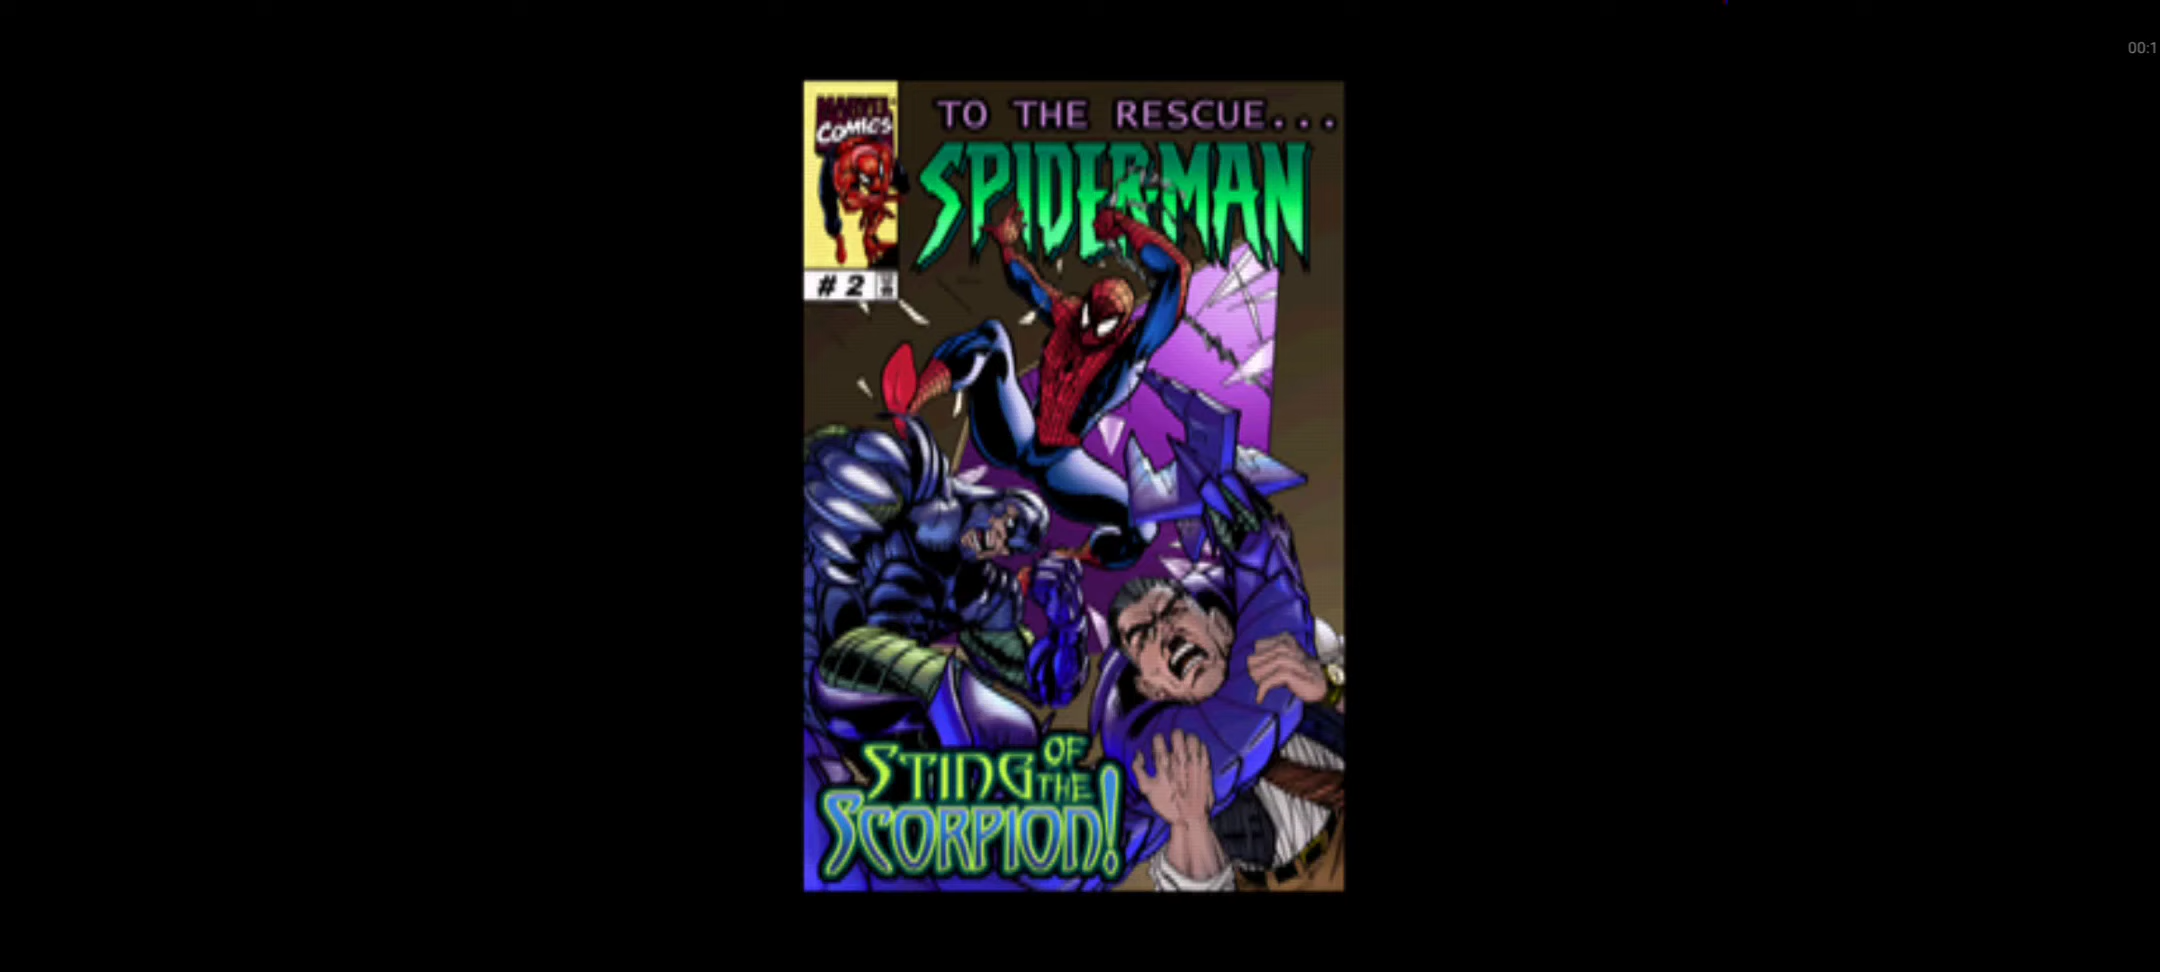 00:1
TO THE RESCUE...
MARVEL
COMICS
SPIDER-MAN
# 2
STING OF THE
SCORPION!